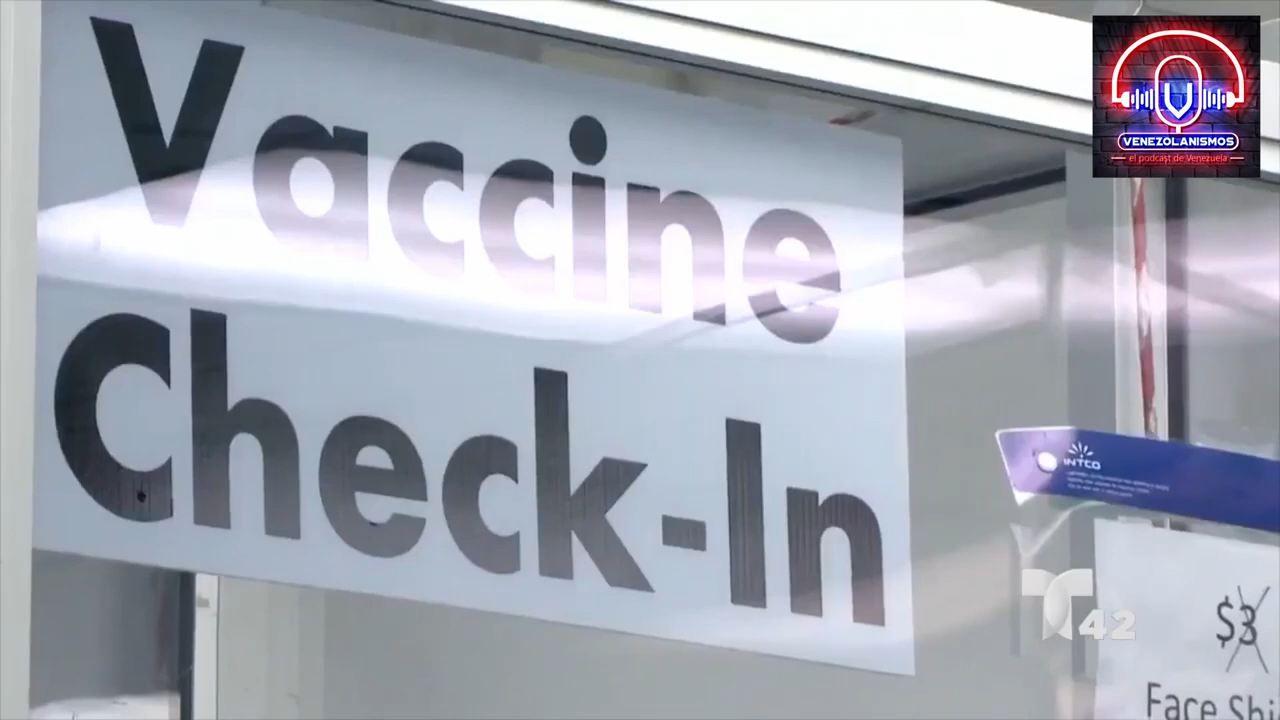 Vaccine
Check-In
VENEZOLANISMOS
el podcast de Venezuela
INTCO
42
$3
Face Shi